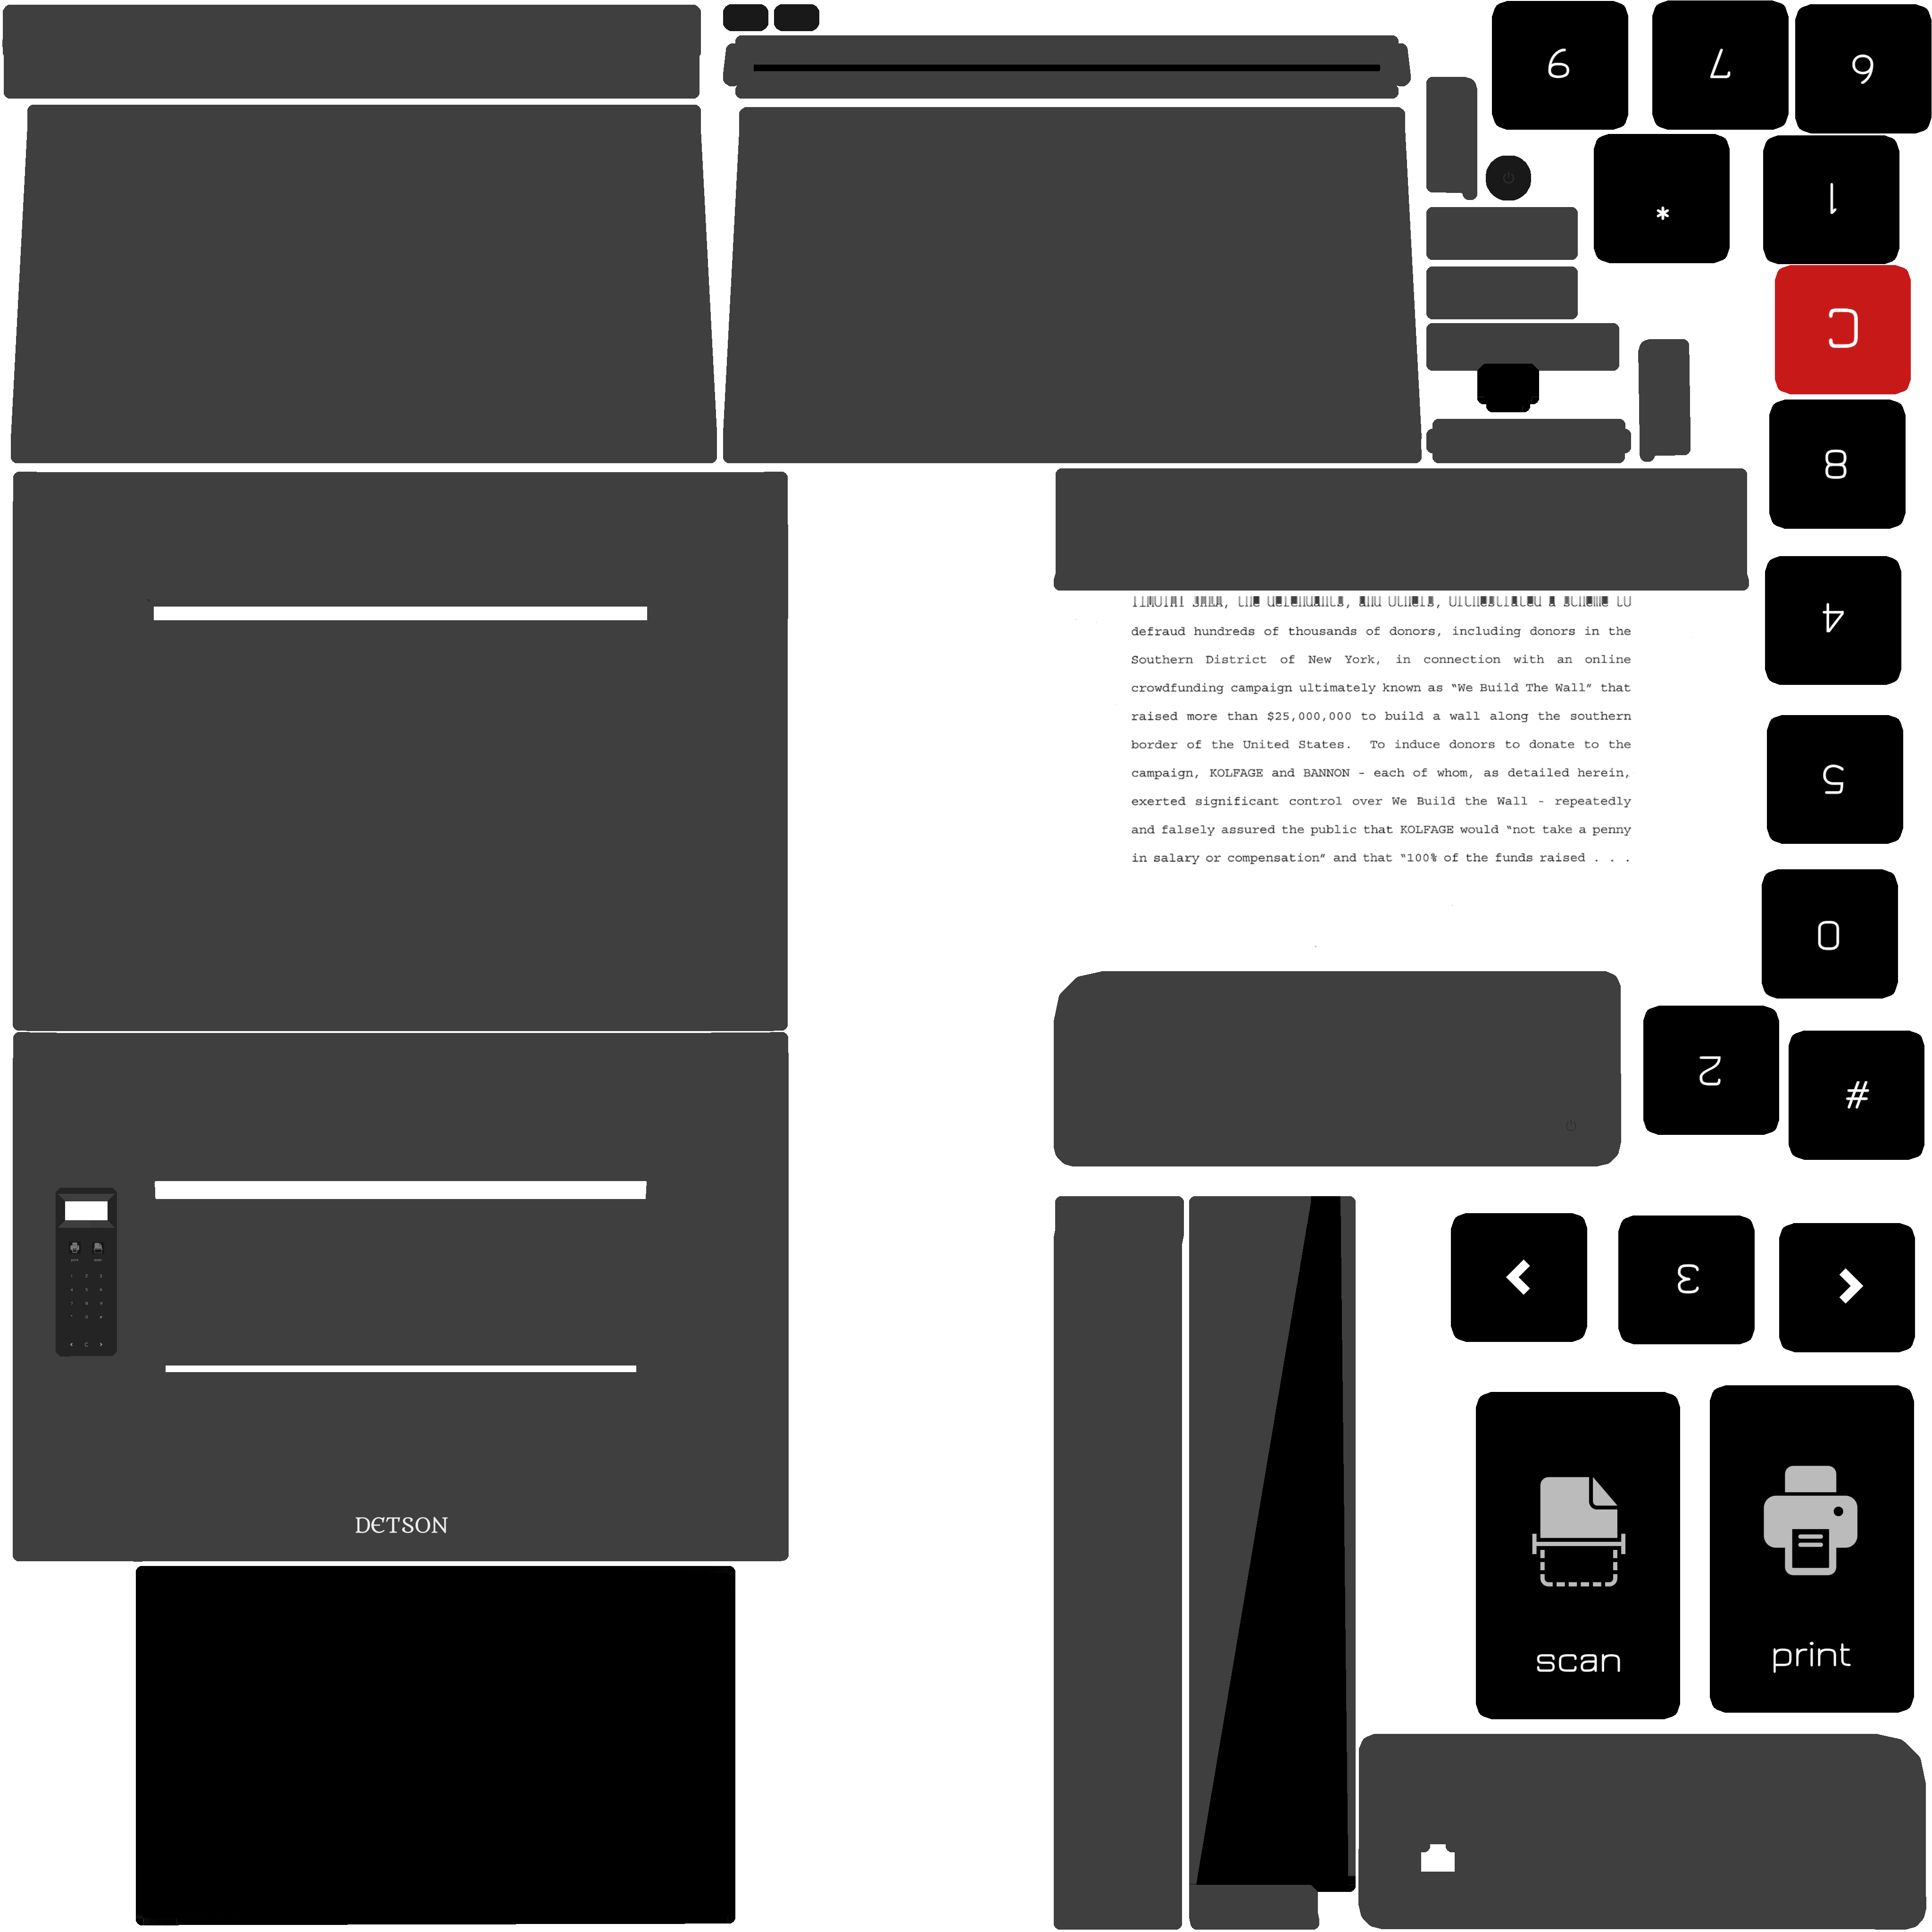 9 7 6
* 1
C
8
defraud hundreds of thousands of donors, including donors in the
4
Southern District of New York, in connection with an online
crowdfunding campaign ultimately known as "We Build The Wall" that
raised more than $25,000,000 to build a wall along the southern
border of the United States. To induce donors to donate to the
campaign, KOLFAGE and BANNON - each of whom, as detailed herein,
5
exerted significant control over We Build the Wall - repeatedly
and falsely assured the public that KOLFAGE would "not take a penny
in salary or compensation" and that "100% of the funds raised . . .
0
2 #
< 3 >
DETSON
scan print